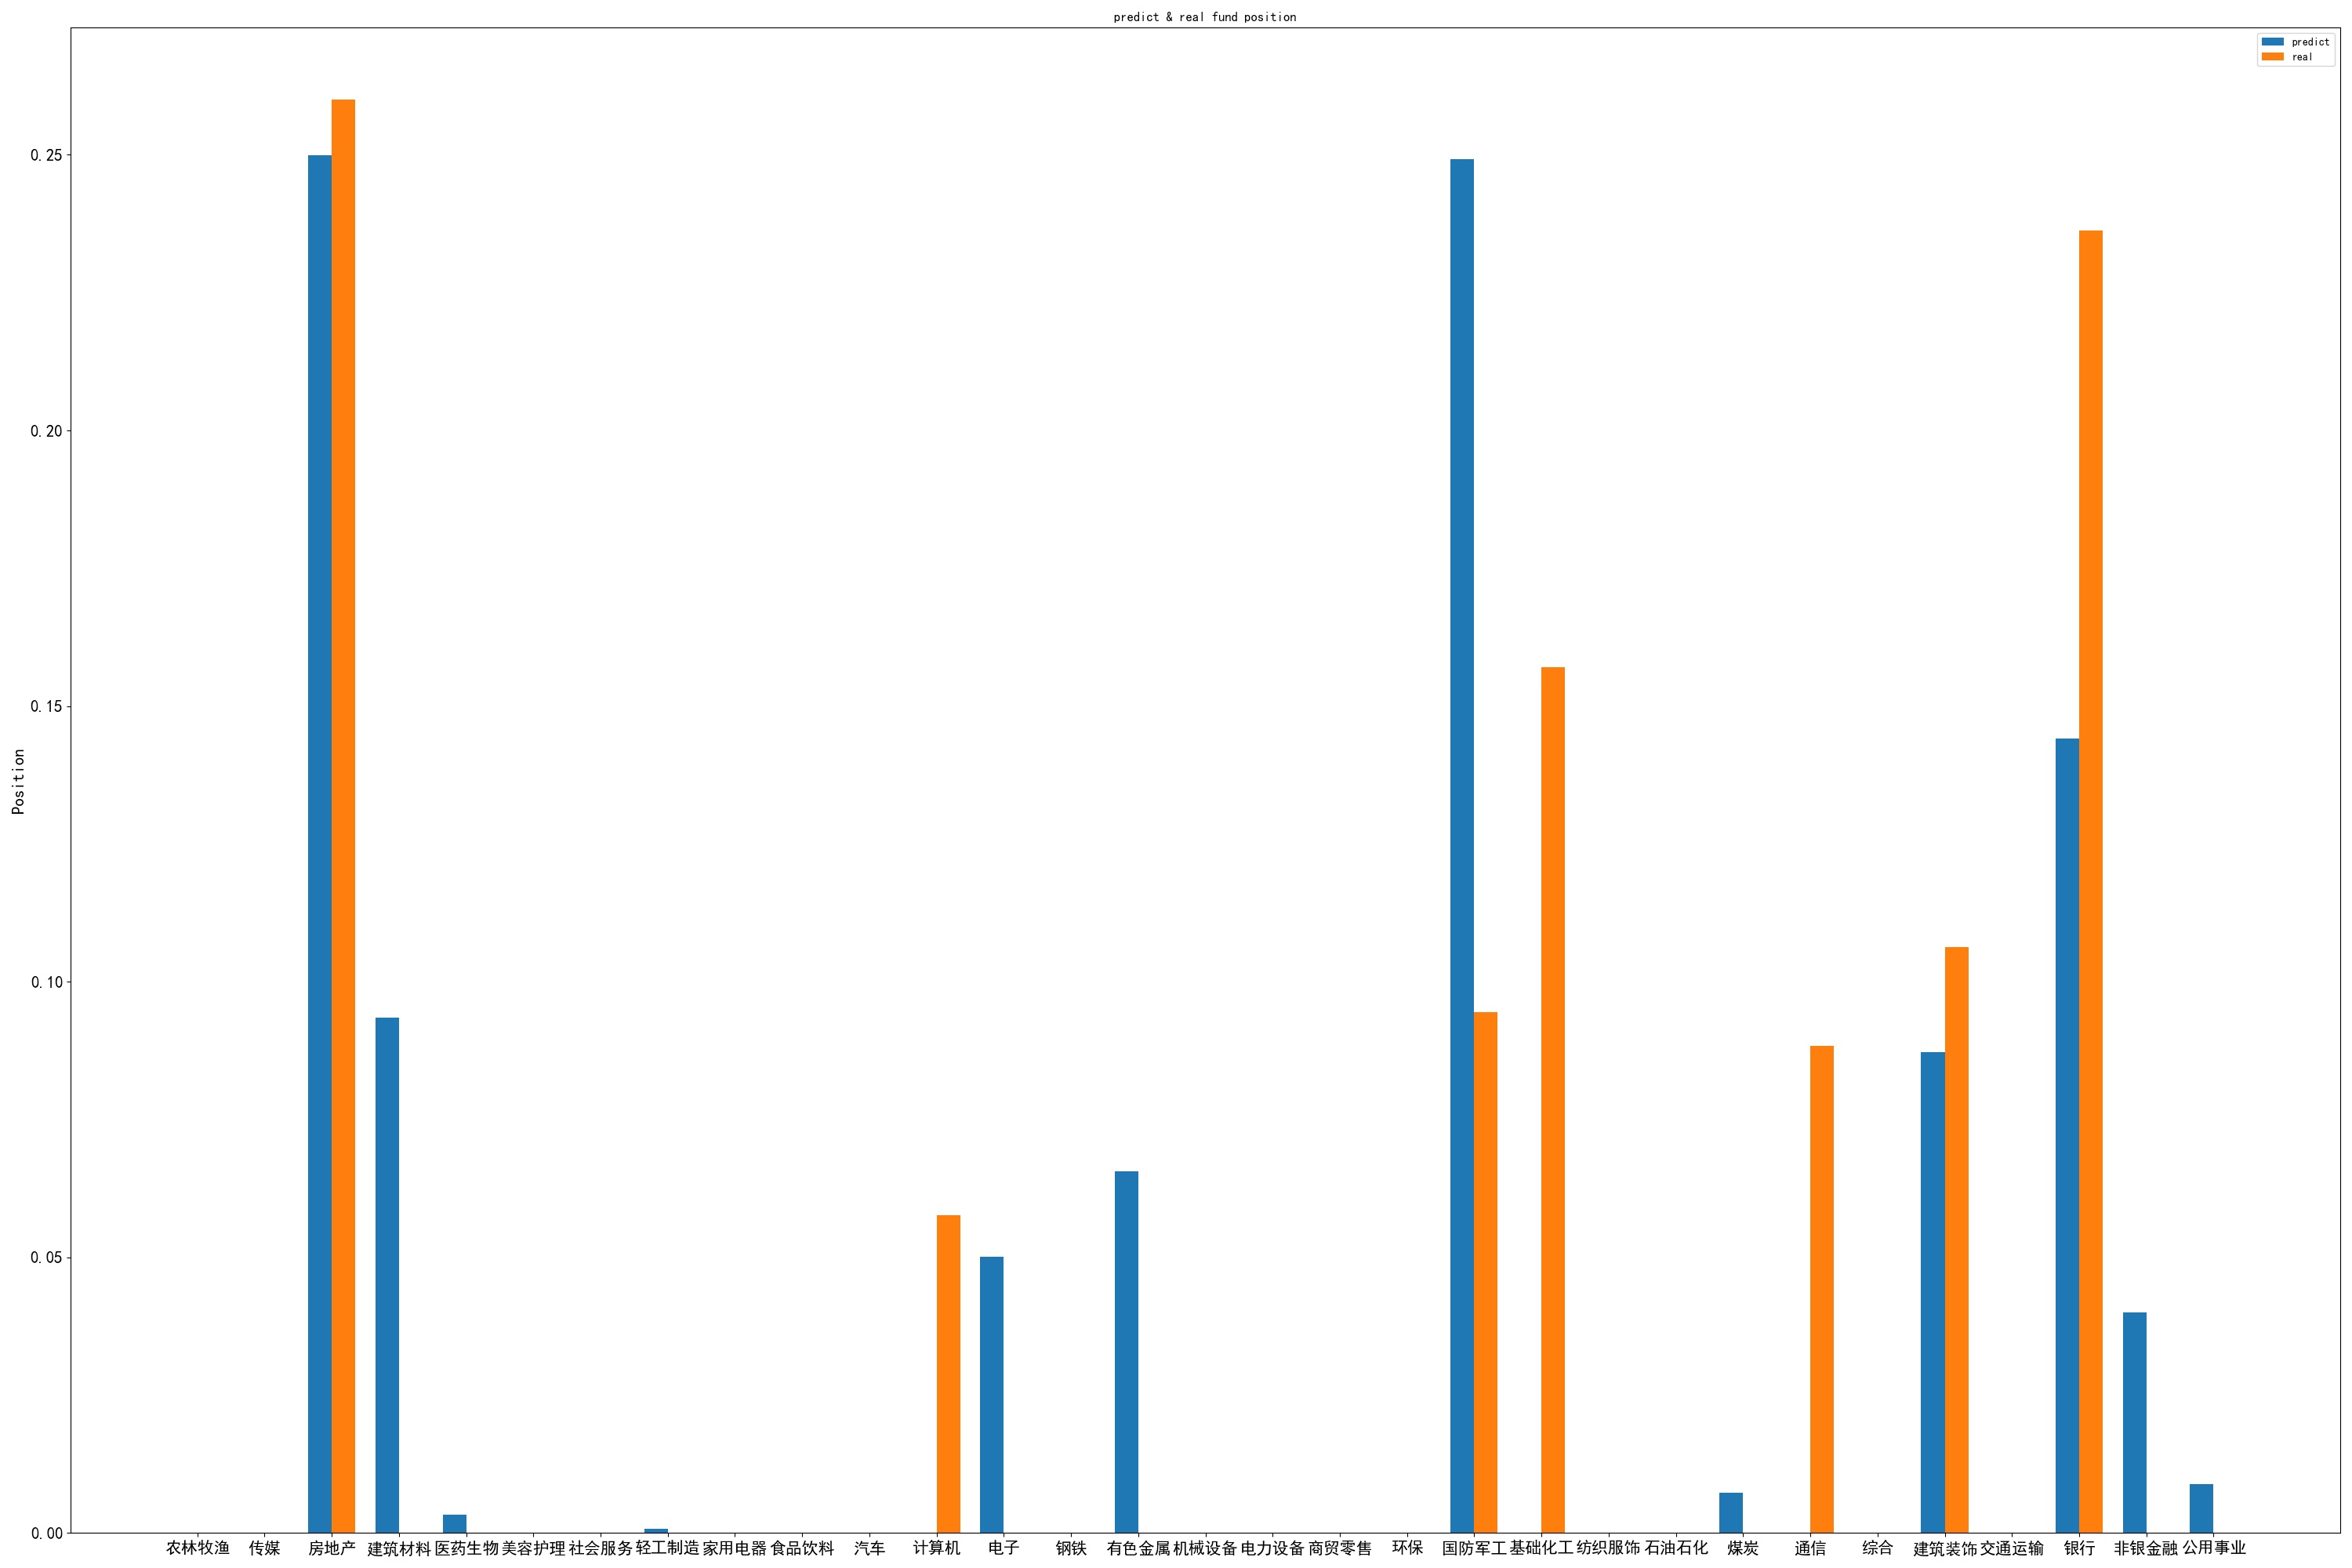 predict & real fund position
predict
real
0.25
0.20
0.15
0.10
0.05
0.00
Position
农林牧渔 传媒 房地产 建筑材料 医药生物 美容护理 社会服务 轻工制造 家用电器 食品饮料 汽车 计算机 电子 钢铁 有色金属 机械设备 电力设备 商贸零售 环保 国防军工 基础化工 纺织服饰 石油石化 煤炭 通信 综合 建筑装饰 交通运输 银行 非银金融 公用事业